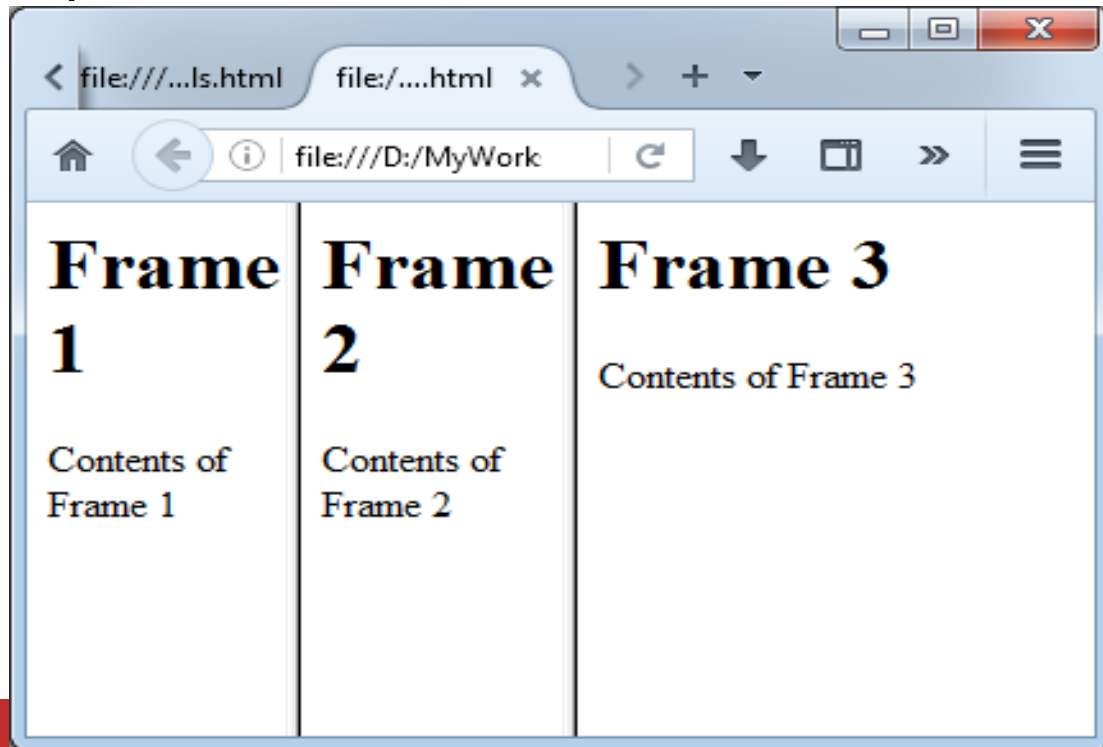 file:///...ls.html
file:/....html
file:///D:/MyWork
Frame
1
Contents of
Frame 1
Frame
2
Contents of
Frame 2
Frame 3
Contents of Frame 3